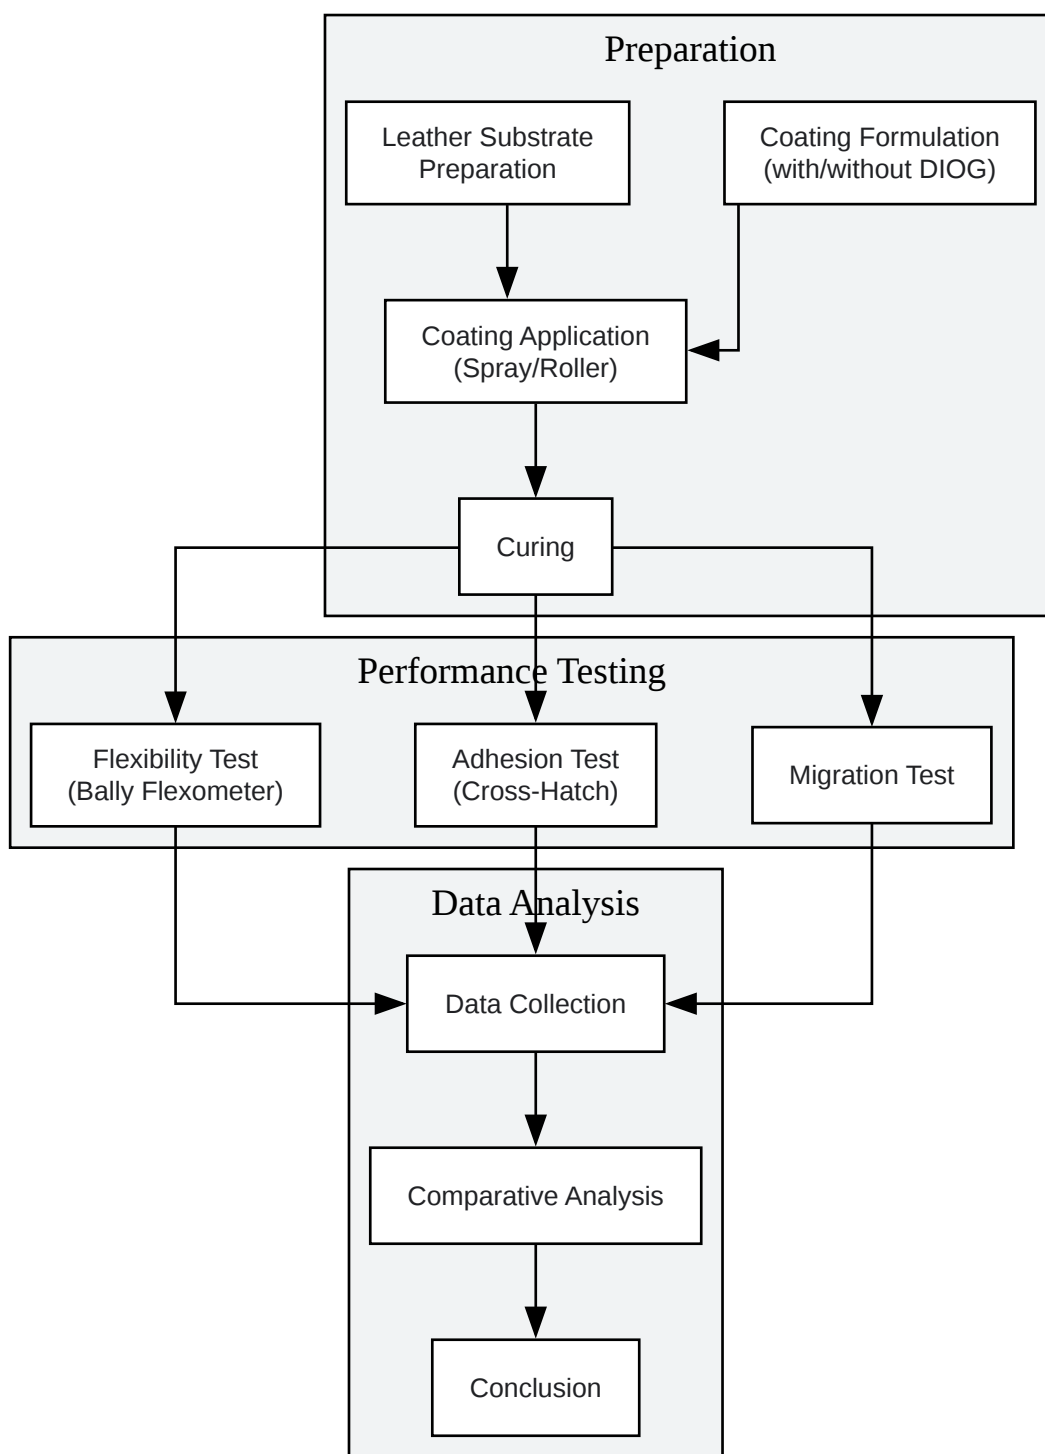 Preparation
Leather Substrate
Preparation
Coating Formulation
(with/without DIOG)
Coating Application
(Spray/Roller)
Curing
Performance Testing
Flexibility Test
(Bally Flexometer)
Adhesion Test
(Cross-Hatch)
Migration Test
Data Analysis
Data Collection
Comparative Analysis
Conclusion